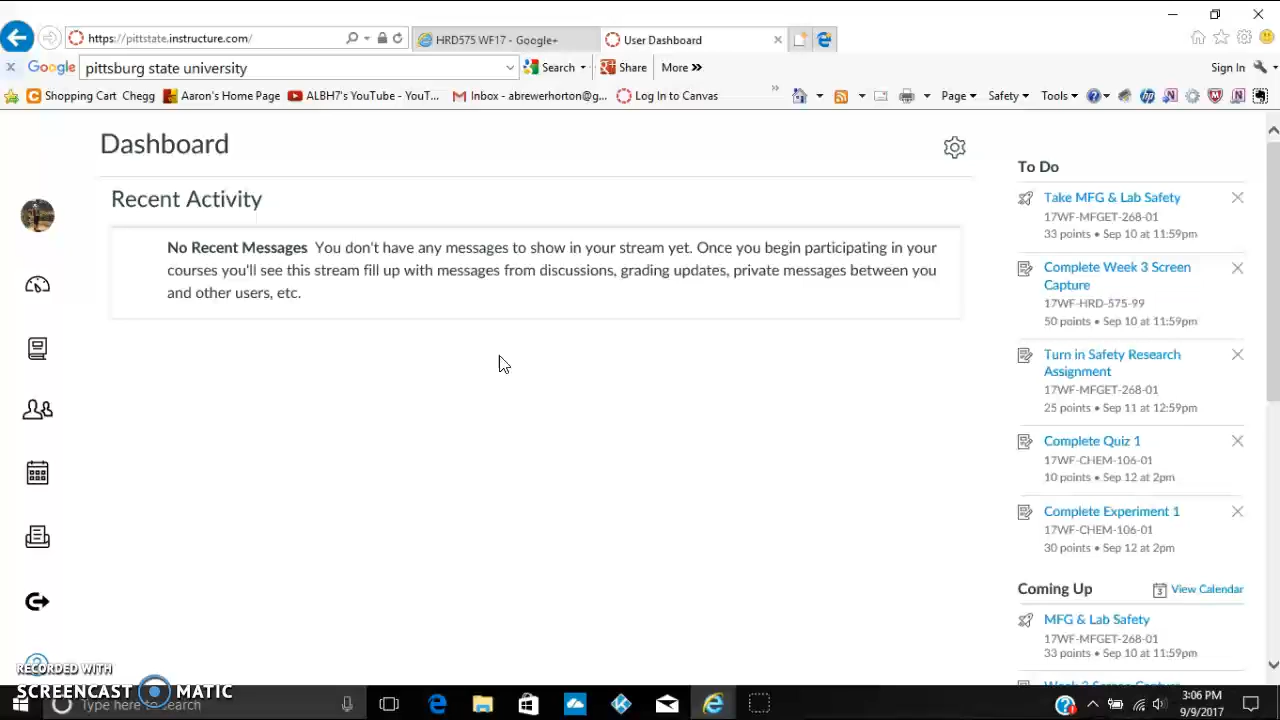 https://pittstate.instructure.com/
HRD575 WF17 - Google+
User Dashboard
Google
pittsburg state university
Search
Share
More »
Sign In
Shopping Cart
Chegg
Aaron's Home Page
ALBH7's YouTube - YouT...
Inbox - abrewerhorton@g...
Log In to Canvas
Page
Safety
Tools
Dashboard
Recent Activity
No Recent Messages You don't have any messages to show in your stream yet. Once you begin participating in your
courses you'll see this stream fill up with messages from discussions, grading updates, private messages between you
and other users, etc.
To Do
Take MFG & Lab Safety
17WF-MFGET-268-01
33 points • Sep 10 at 11:59pm
Complete Week 3 Screen
Capture
17WF-HRD-575-99
50 points • Sep 10 at 11:59pm
Turn in Safety Research
Assignment
17WF-MFGET-268-01
25 points • Sep 11 at 12:59pm
Complete Quiz 1
17WF-CHEM-106-01
10 points • Sep 12 at 2pm
Complete Experiment 1
17WF-CHEM-106-01
30 points • Sep 12 at 2pm
Coming Up
3 View Calendar
MFG & Lab Safety
17WF-MFGET-268-01
33 points • Sep 10 at 11:59pm
Week 3 Screen Capture
RECORDED WITH
SCREENCAST MATIC
Type here to search
3:06 PM
9/9/2017